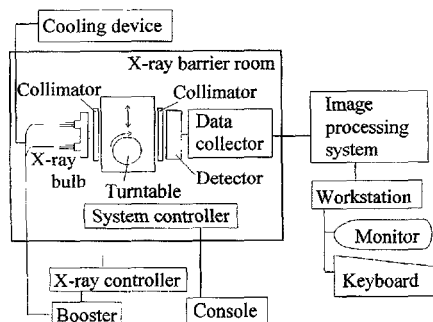 Cooling device
X-ray barrier room
Collimator
Collimator
Data
collector
Image
processing
system
X-ray
bulb
Turntable
Detector
System controller
Workstation
Monitor
Keyboard
X-ray controller
Booster
Console